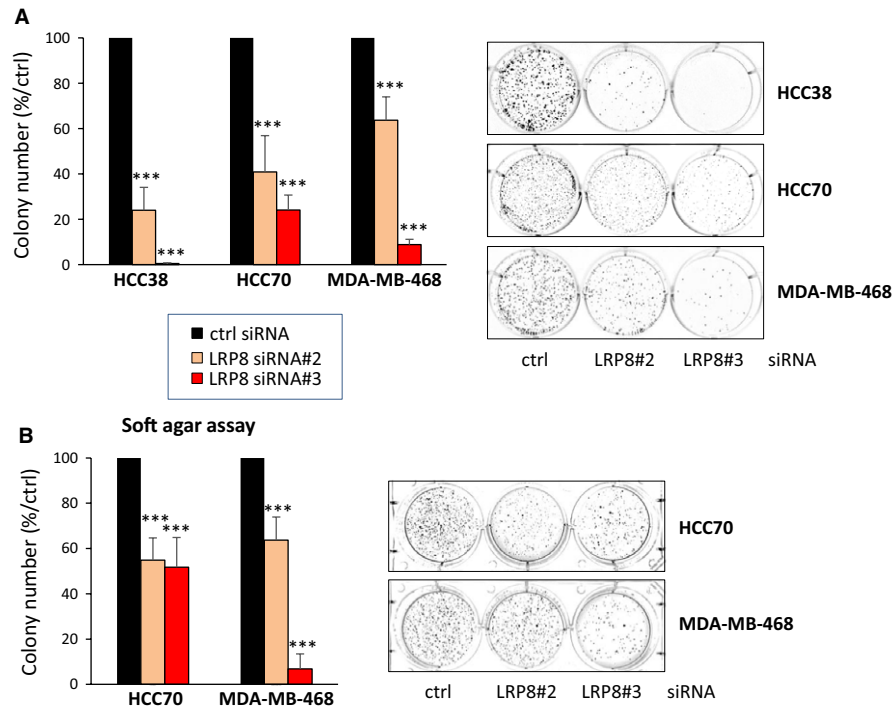 A
Colony number (%/ctrl)
100
80
60
40
20
0
***
***
***
***
***
***
HCC38 HCC70 MDA-MB-468
HCC38
HCC70
MDA-MB-468
ctrl LRP8#2 LRP8#3 siRNA
ctrl siRNA
LRP8 siRNA#2
LRP8 siRNA#3
B
Soft agar assay
Colony number (%/ctrl)
100
80
60
40
20
0
***
***
***
***
HCC70 MDA-MB-468
HCC70
MDA-MB-468
ctrl LRP8#2 LRP8#3 siRNA